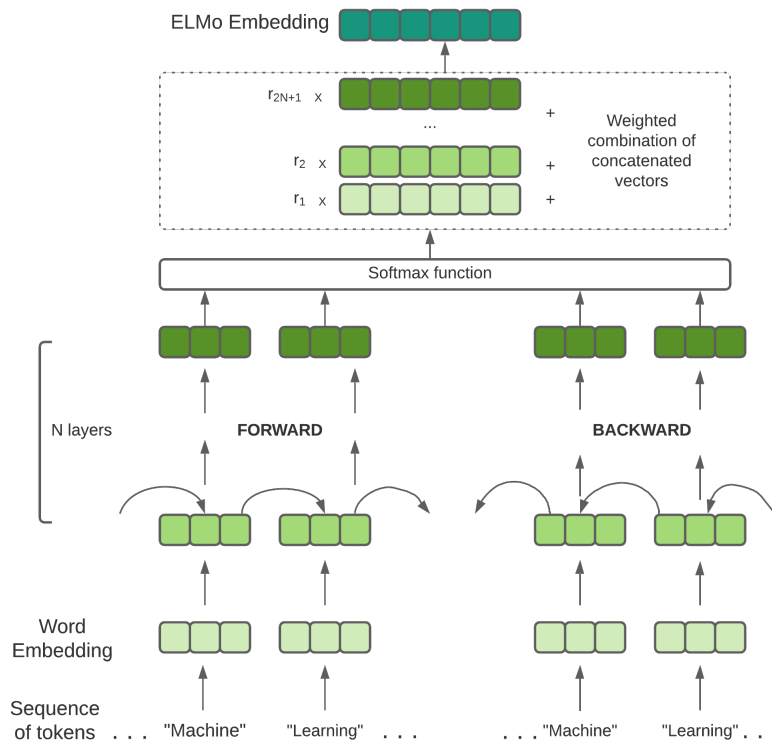 ELMo Embedding
r2N+1 x
...
r2 x
r1 x
+
+
+
Weighted
combination of
concatenated
vectors
Softmax function
N layers
FORWARD
BACKWARD
Word
Embedding
Sequence
of tokens
. . . "Machine" "Learning" . . .
. . . "Machine" "Learning" . .